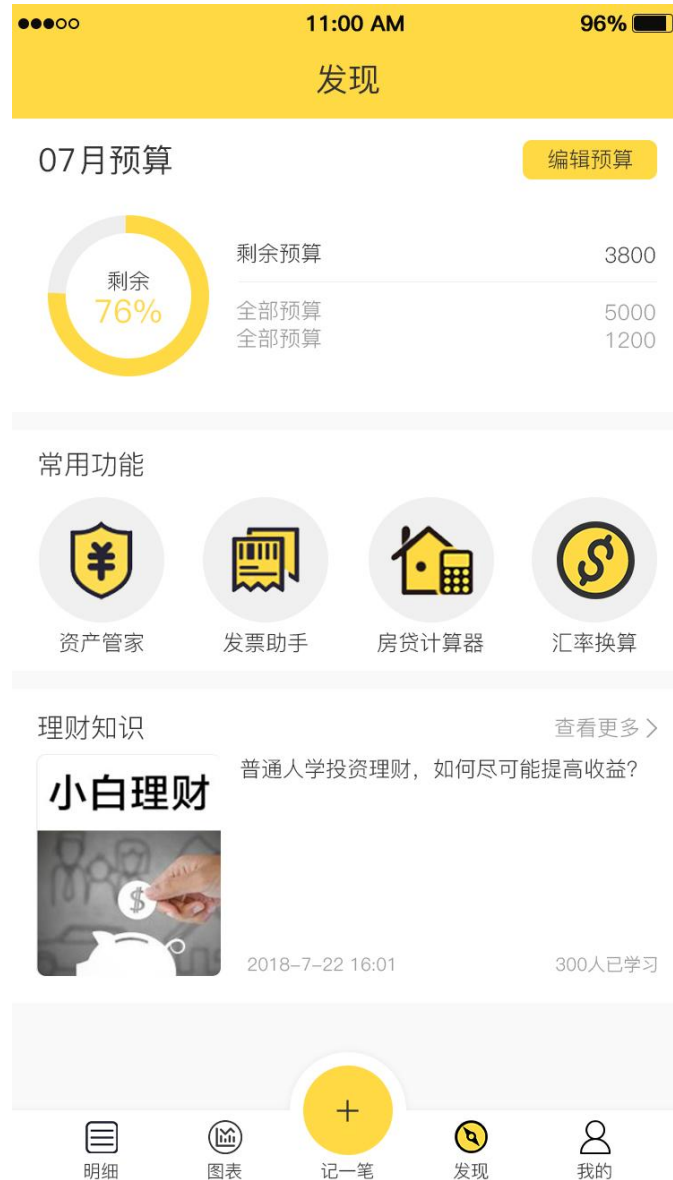 11:00 AM 96%
发现
07月预算 编辑预算
剩余
76%
剩余预算 3800
全部预算 5000
全部预算 1200
常用功能
资产管家 发票助手 房贷计算器 汇率换算
理财知识 查看更多
小白理财
普通人学投资理财，如何尽可能提高收益？
2018-7-22 16:01 300人已学习
明细 图表 记一笔 发现 我的